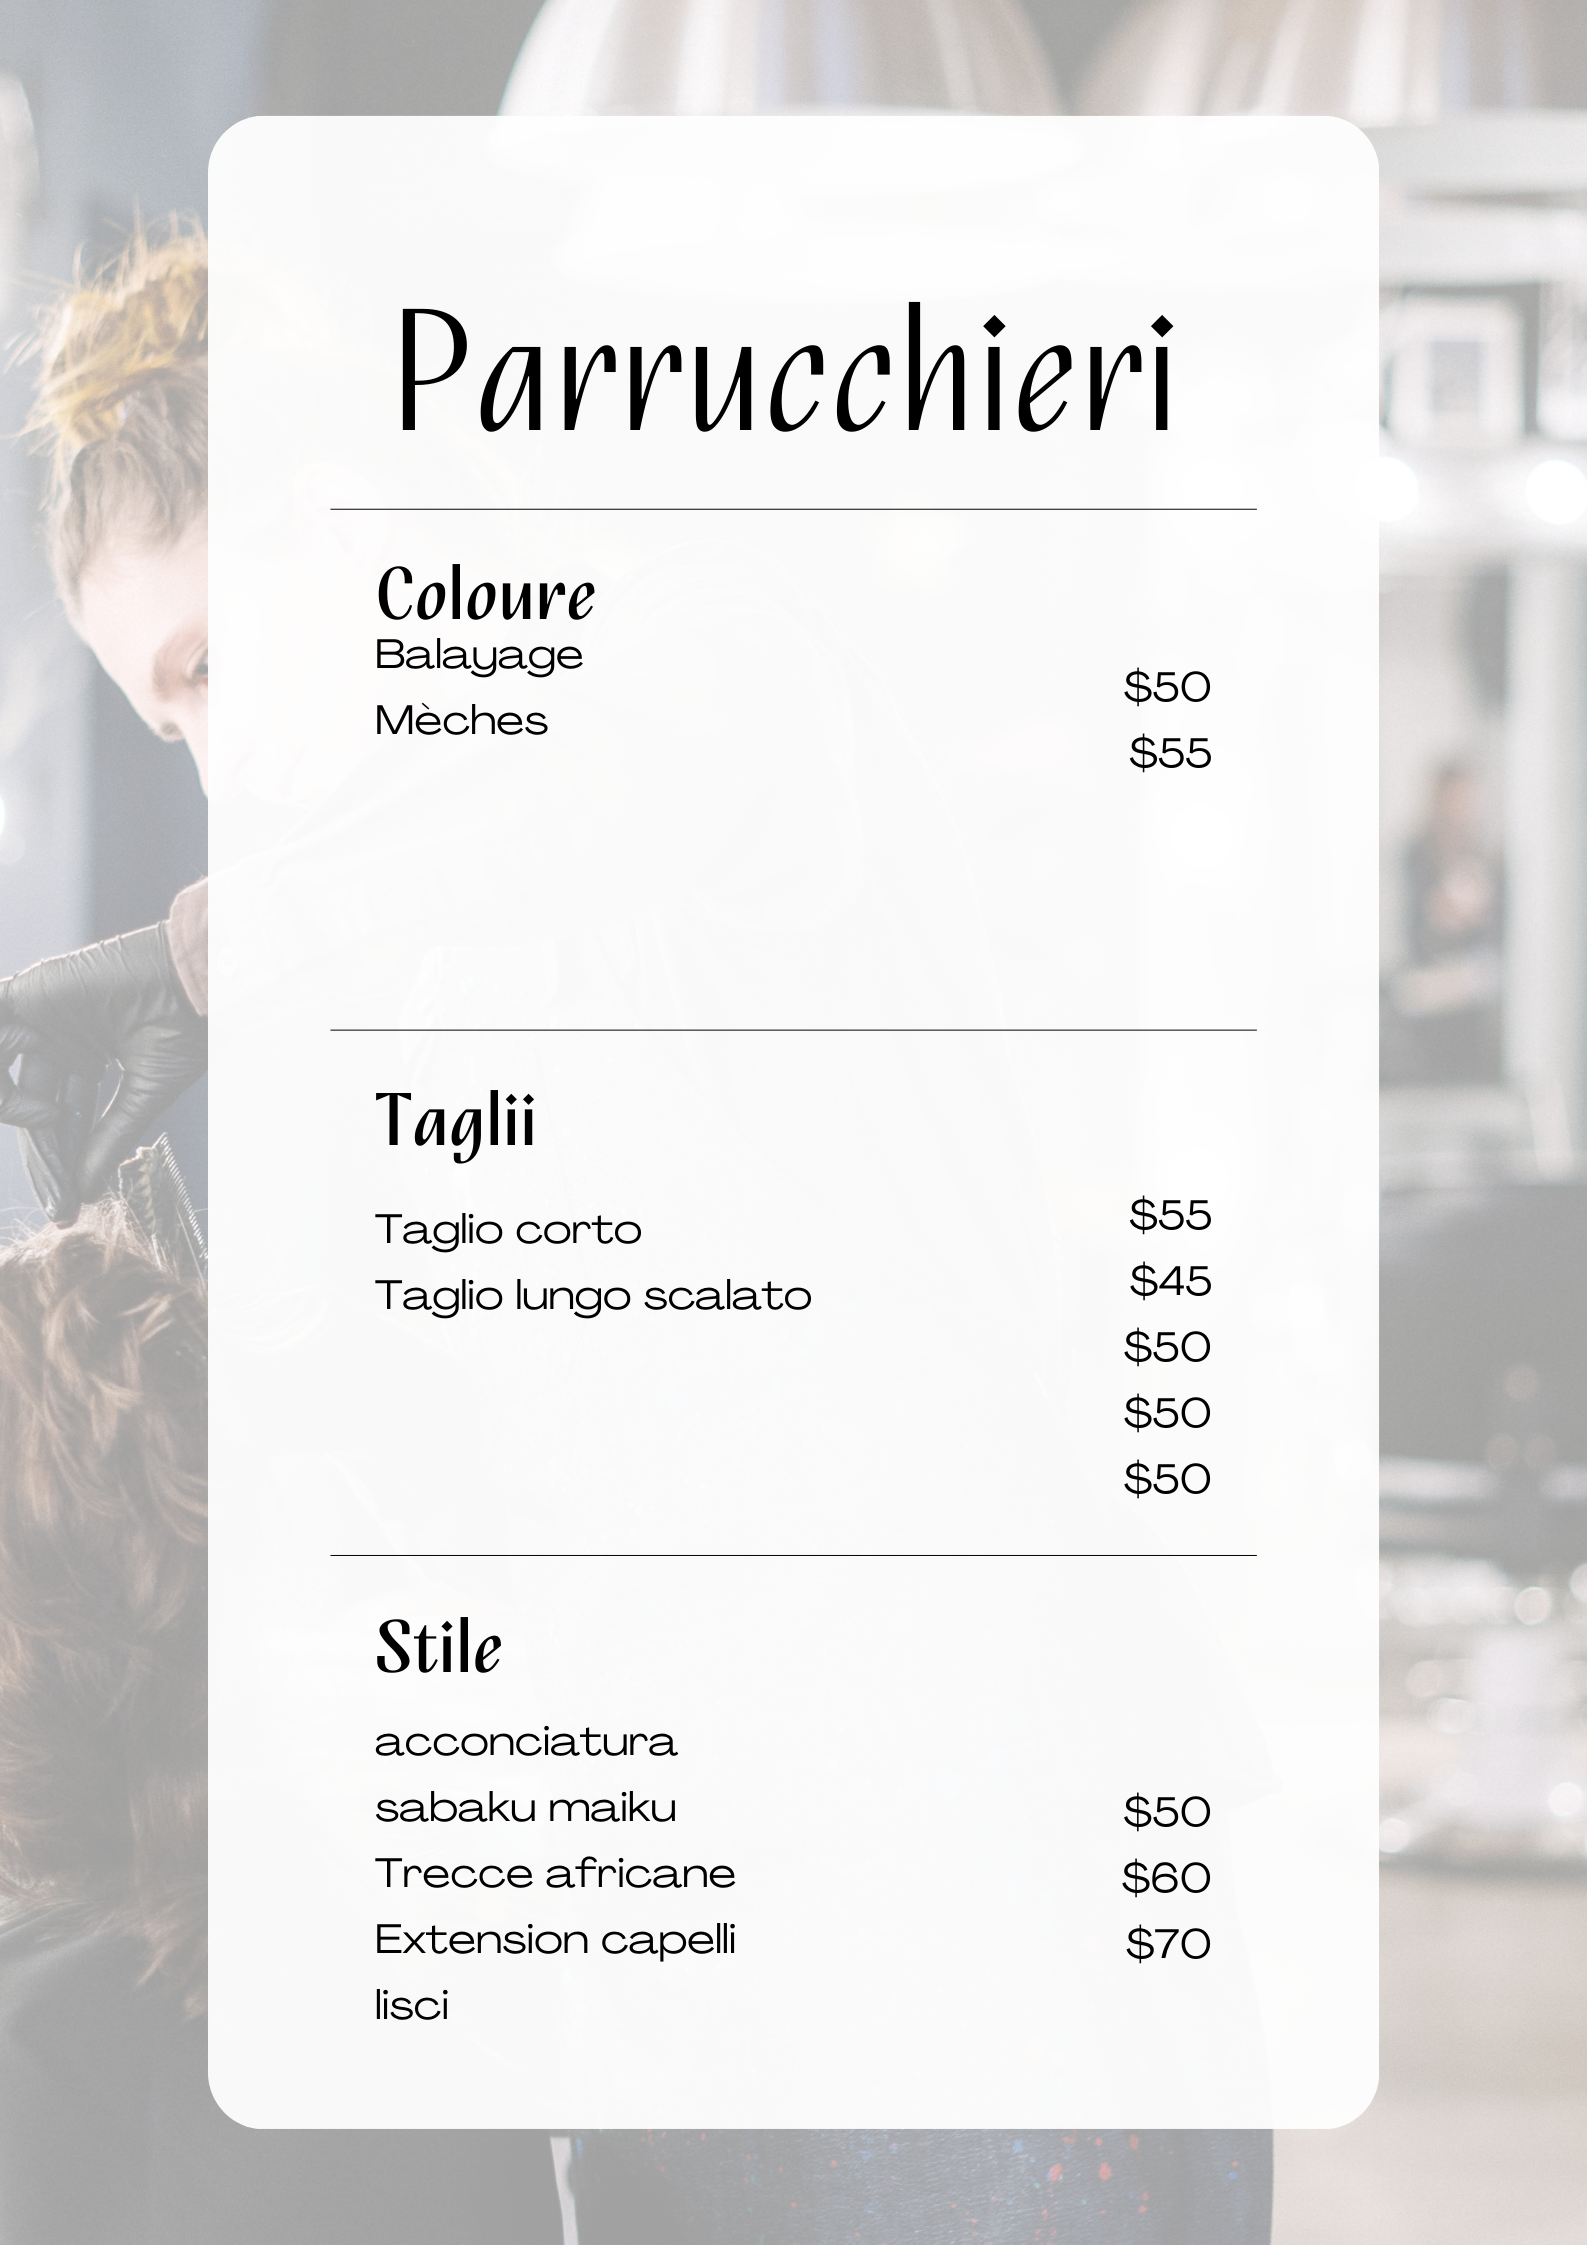 Parrucchieri
Coloure
Balayage
$50
Mèches
$55
Taglii
$55
Taglio corto
$45
Taglio lungo scalato
$50
$50
$50
Stile
acconciatura
sabaku maiku
$50
Trecce africane
$60
Extension capelli
$70
lisci